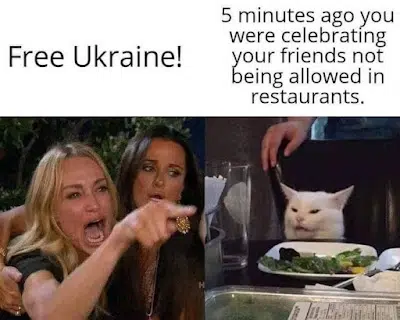 Free Ukraine!
5 minutes ago you
were celebrating
your friends not
being allowed in
restaurants.